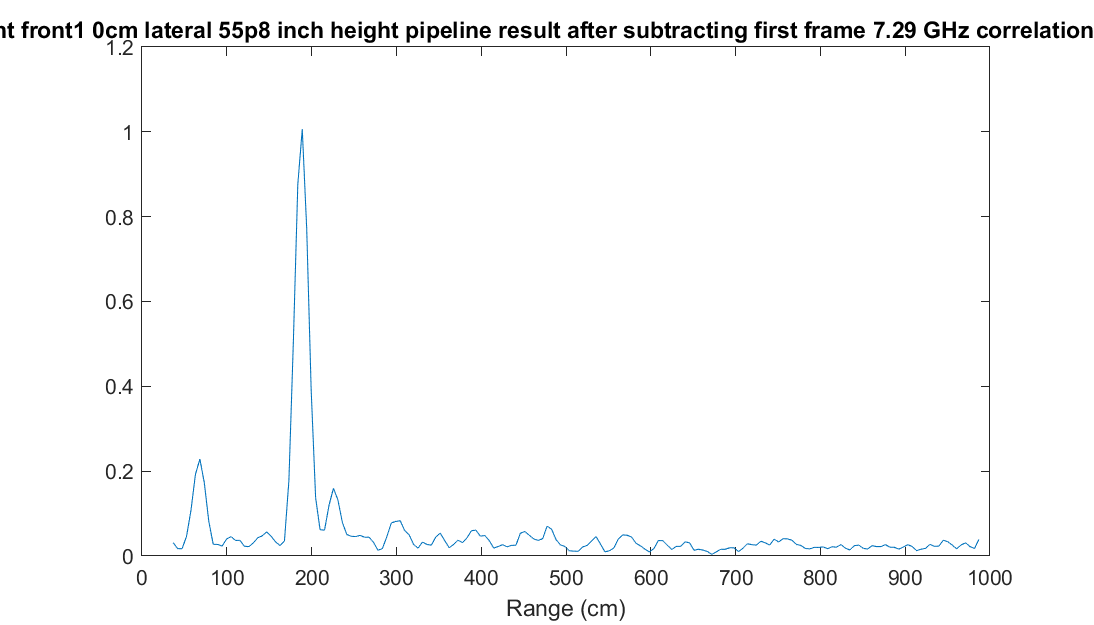 front1 0cm lateral 55p8 inch height pipeline result after subtracting first frame 7.29 GHz correlation
1.2
1
0.8
0.6
0.4
0.2
0
0 100 200 300 400 500 600 700 800 900 1000
Range (cm)